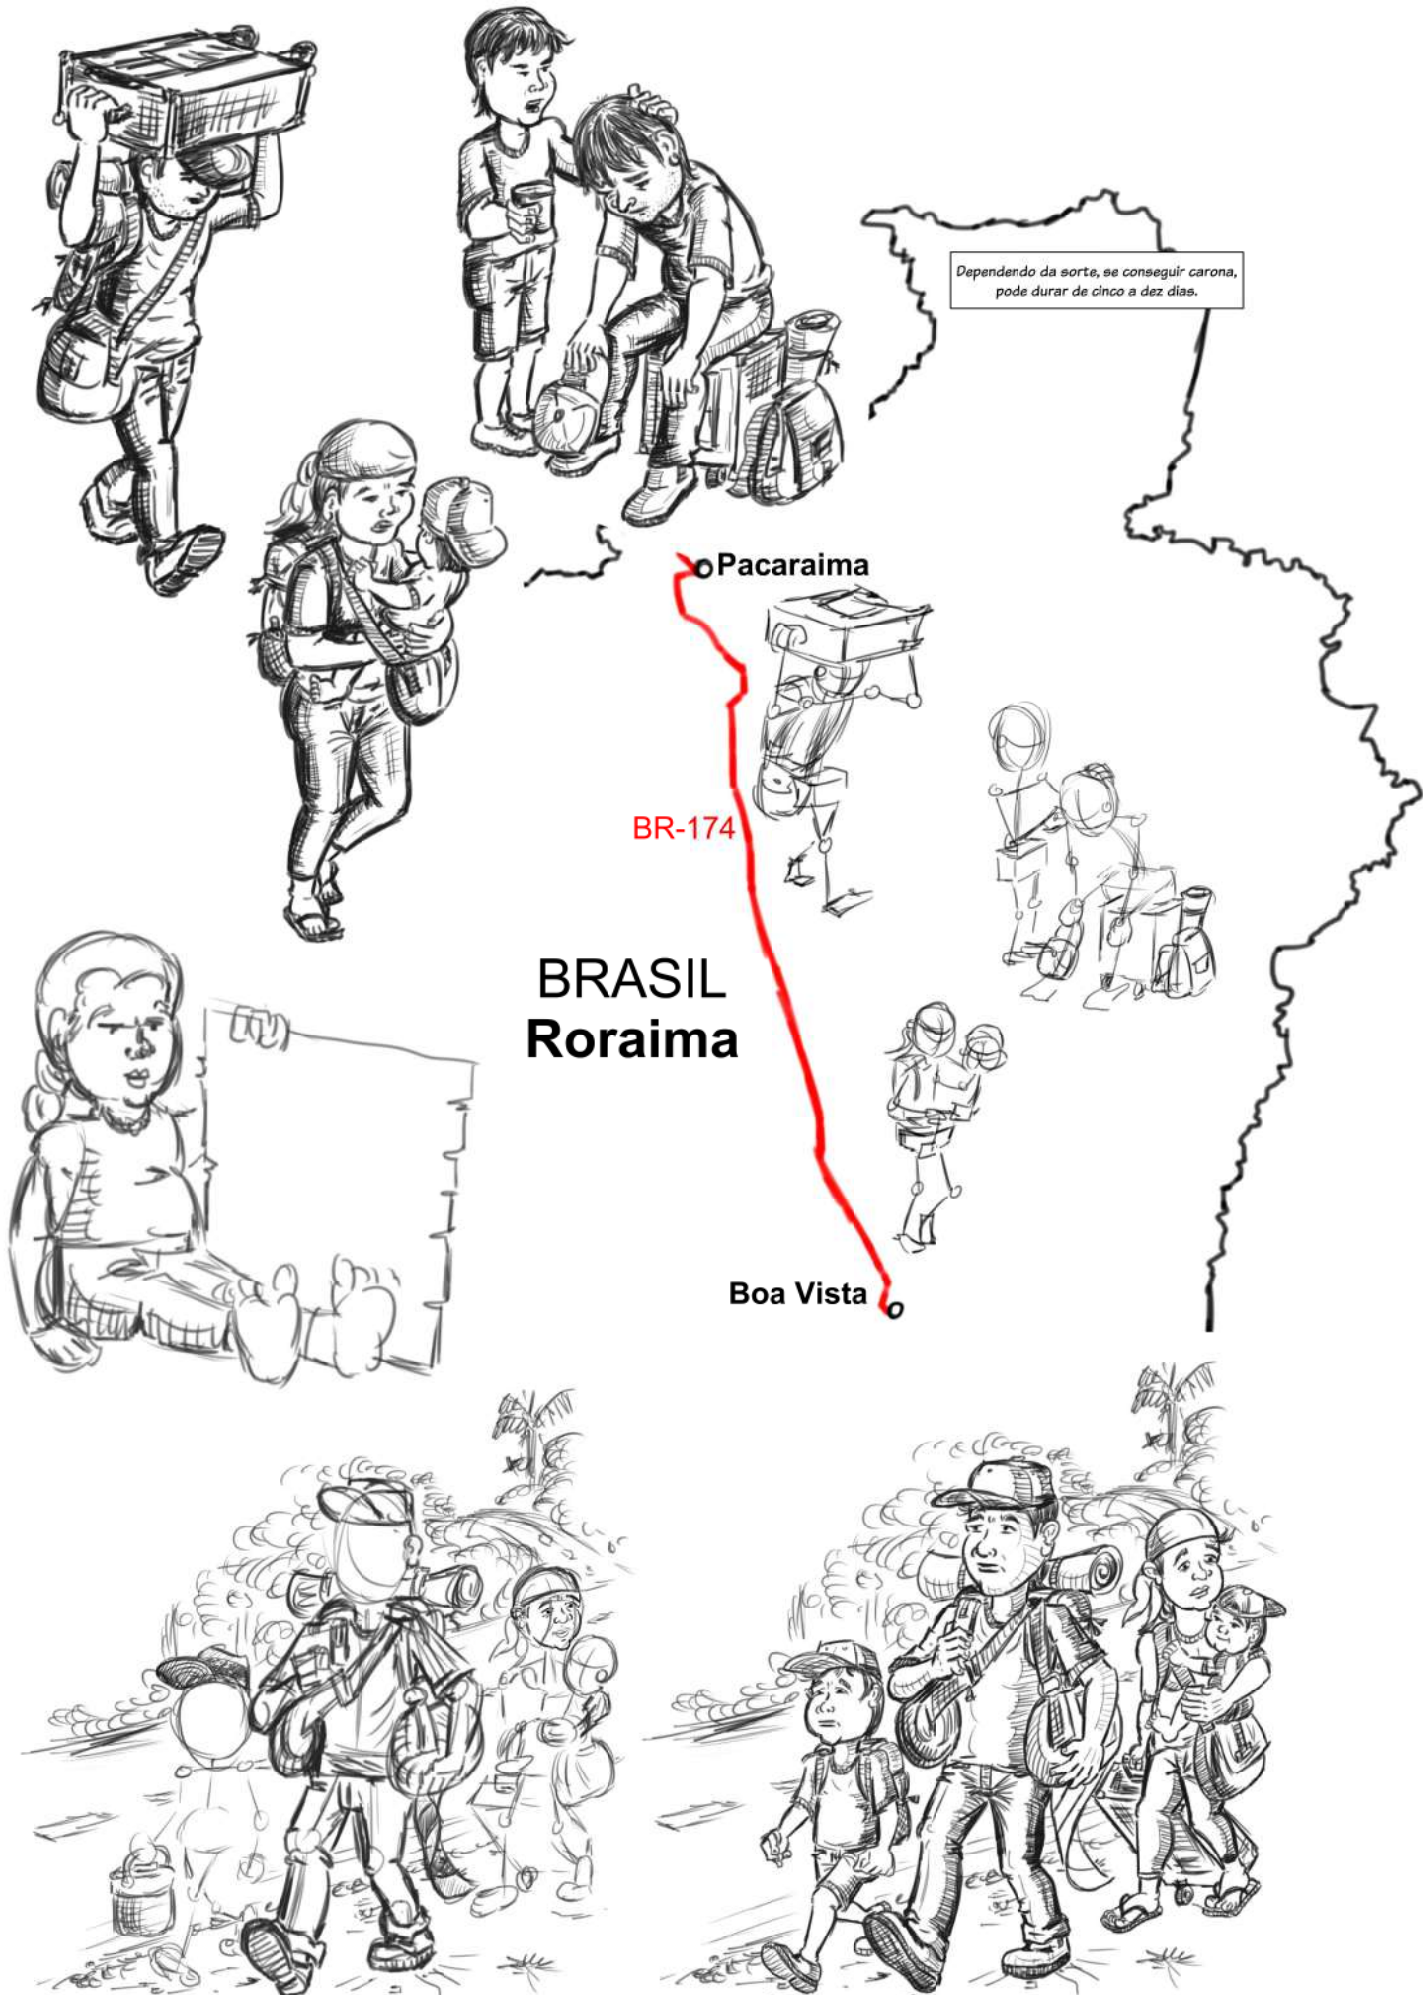 Dependendo da sorte, se conseguir carona,
pode durar de cinco a dez dias.
Pacaraima
BR-174
BRASIL
Roraima
Boa Vista